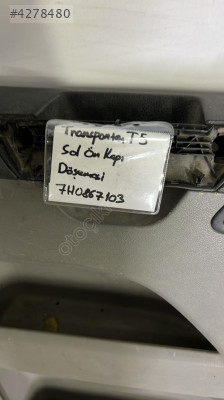 #4278480
Transporter T5
Sol Ön Kapı
Döşemesi
7H0867103